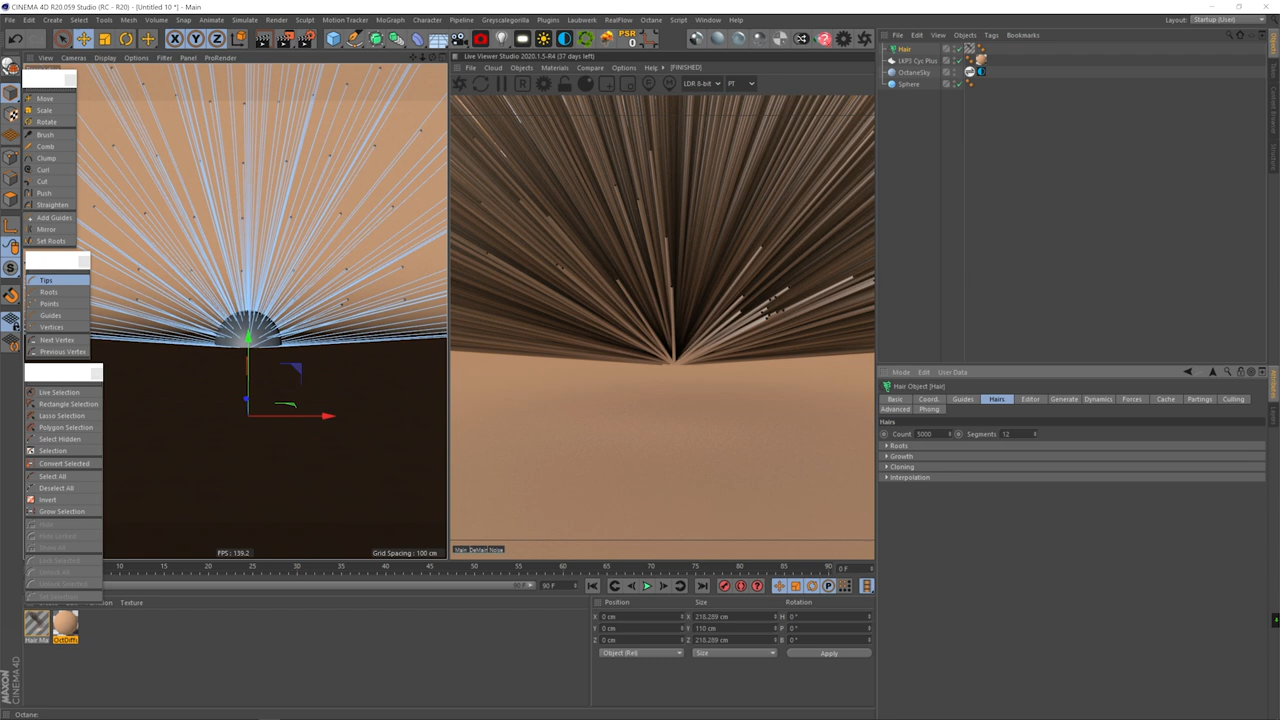 CINEMA 4D R20.059 Studio (RC - R20) - [Untitled 10 *] - Main
File Edit Create Select Tools Mesh Volume Snap Animate Simulate Render Sculpt Motion Tracker MoGraph Character Pipeline Greyscalegorilla Plugins Laubwerk RealFlow Octane Script Window Help
Layout: Startup (User)
X Y Z PSR 0
View Cameras Display Options Filter Panel ProRender
Move
Scale
Rotate
Brush
Comb
Clump
Curl
Cut
Push
Straighten
Add Guides
Mirror
Set Roots
Tips
Roots
Points
Guides
Vertices
Next Vertex
Previous Vertex
Live Selection
Rectangle Selection
Lasso Selection
Polygon Selection
Select Hidden
Selection
Convert Selected
Select All
Deselect All
Invert
Grow Selection
FPS : 139.2
Grid Spacing : 100 cm
Live Viewer Studio 2020.1.5-R4 (37 days left)
File Cloud Objects Materials Compare Options Help [FINISHED]
LDR 8-bit PT
Main DeMain Noise
File Edit View Objects Tags Bookmarks
Hair
LKP3 Cyc Plus
OctaneSky
Sphere
Mode Edit User Data
Hair Object [Hair]
Basic Coord. Guides Hairs Editor Generate Dynamics Forces Cache Partings Culling
Advanced Phong
Hairs
Count 5000 Segments 12
Roots
Growth
Cloning
Interpolation
10 15 20 25 30 35 40 45 50 55 60 65 70 75 80 85 90 0 F
90 F 90 F
Texture
Hair Ma OctDiff
Position Size Rotation
X 0 cm X 218.289 cm H 0 °
Y 0 cm Y 110 cm P 0 °
Z 0 cm Z 218.289 cm B 0 °
Object (Rel) Size Apply
MAXON CINEMA 4D
Octane: